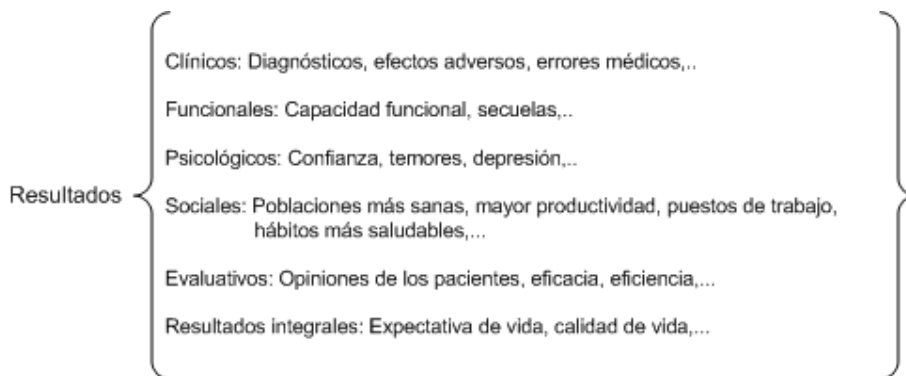 Clínicos: Diagnósticos, efectos adversos, errores médicos,..
Funcionales: Capacidad funcional, secuelas,..
Psicológicos: Confianza, temores, depresión,..
Resultados
Sociales: Poblaciones más sanas, mayor productividad, puestos de trabajo,
hábitos más saludables,...
Evaluativos: Opiniones de los pacientes, eficacia, eficiencia,...
Resultados integrales: Expectativa de vida, calidad de vida,...